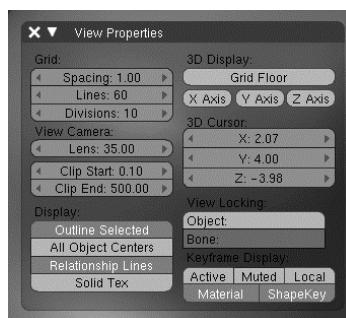 View Properties
Grid:
Spacing: 1.00
Lines: 60
Divisions: 10
View Camera:
Lens: 35.00
Clip Start: 0.10
Clip End: 500.00
Display:
Outline Selected
All Object Centers
Relationship Lines
Solid Tex
3D Display:
Grid Floor
X Axis Y Axis Z Axis
3D Cursor:
X: 2.07
Y: 4.00
Z: -3.98
View Locking:
Object:
Bone:
Keyframe Display:
Active Muted Local
Material ShapeKey